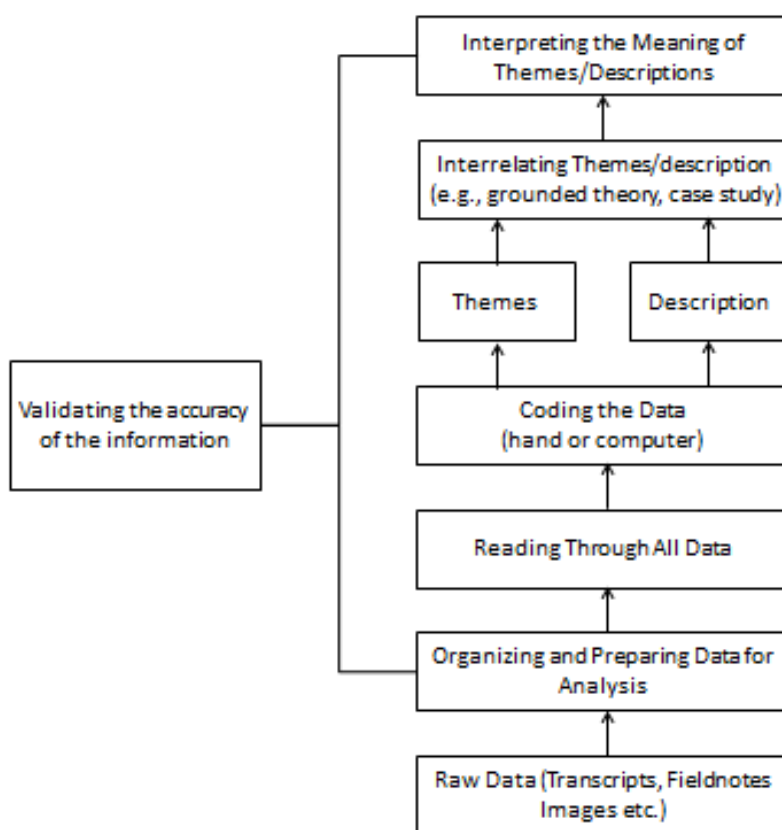 Interpreting the Meaning of
Themes/Descriptions
Interrelating Themes/description
(e.g., grounded theory, case study)
Themes
Description
Validating the accuracy
of the information
Coding the Data
(hand or computer)
Reading Through All Data
Organizing and Preparing Data for
Analysis
Raw Data (Transcripts, Fieldnotes
Images etc.)